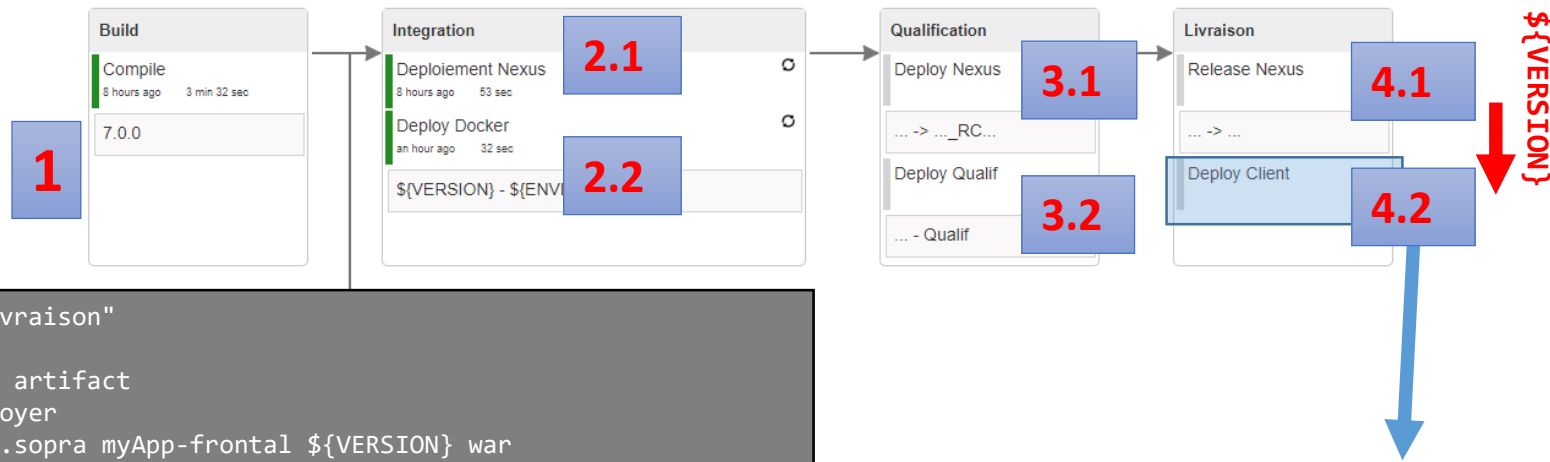 Build
Compile
8 hours ago 3 min 32 sec
7.0.0
1
Integration
Deploiement Nexus
8 hours ago 53 sec
2.1
Deploy Docker
an hour ago 32 sec
2.2
${VERSION} - ${ENVI
Qualification
Deploy Nexus
3.1
... -> ..._RC...
Deploy Qualif
3.2
... - Qualif
Livraison
Release Nexus
4.1
... -> ...
Deploy Client
4.2
${VERSION}
vraison"
artifact
oyer
.sopra myApp-frontal ${VERSION} war